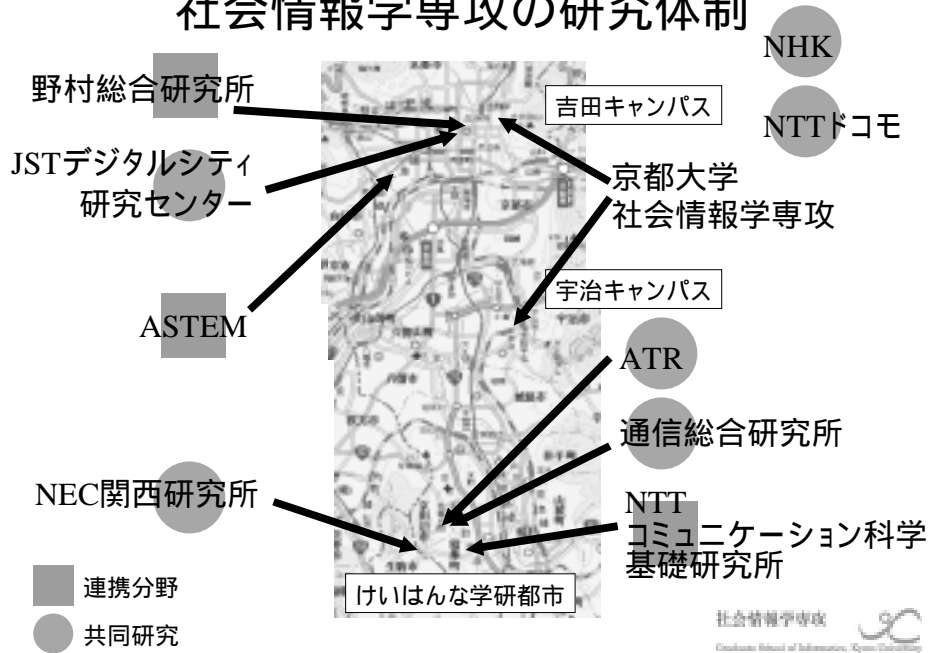 社会情報学専攻の研究体制
NHK
野村総合研究所
吉田キャンパス
NTTドコモ
JSTデジタルシティ
研究センター
京都大学
社会情報学専攻
宇治キャンパス
ASTEM
ATR
通信総合研究所
NEC関西研究所
NTT
コミュニケーション科学
基礎研究所
けいはんな学研都市
連携分野
共同研究
社会情報学専攻
Graduate School of Informatics, Kyoto University